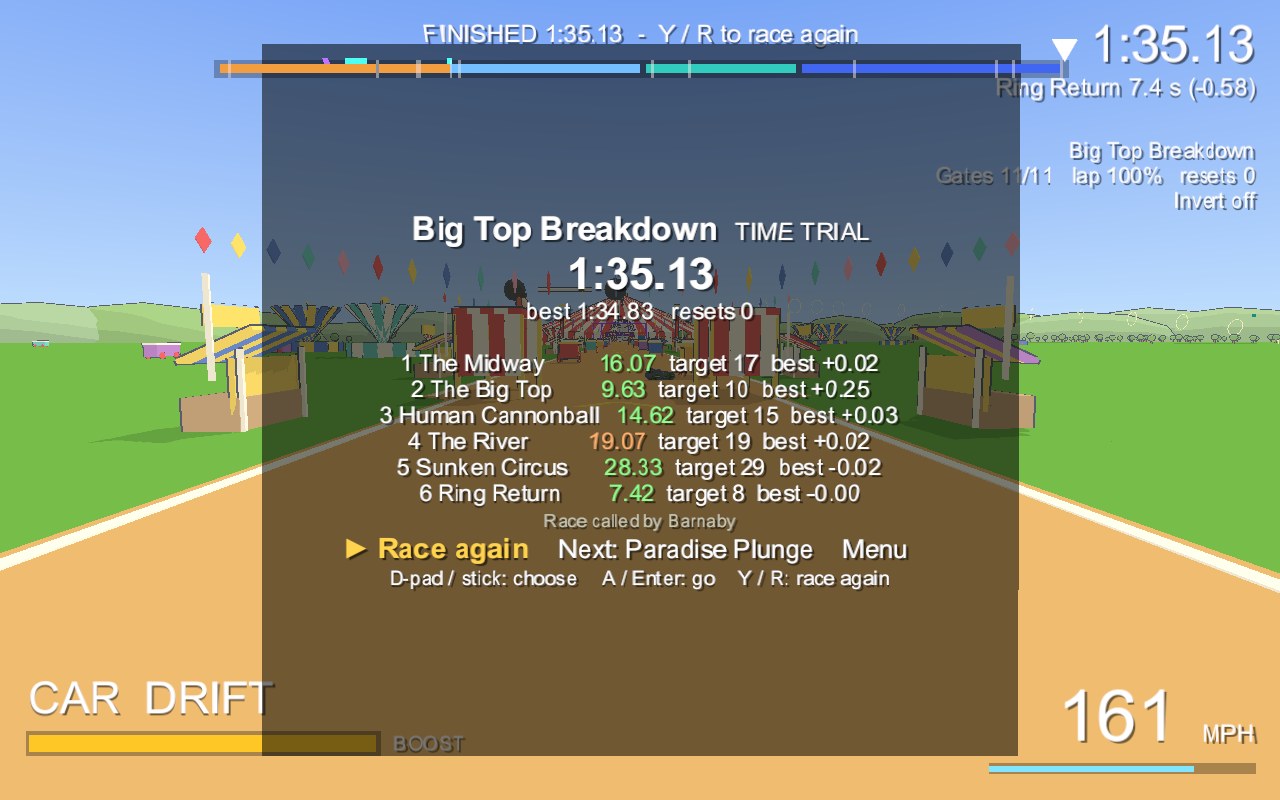 FINISHED 1:35.13 - Y / R to race again
1:35.13
Ring Return 7.4 s (-0.58)
Big Top Breakdown
Gates 11/11 lap 100% resets 0
Invert off
Big Top Breakdown TIME TRIAL
1:35.13
best 1:34.83 resets 0
1 The Midway 16.07 target 17 best +0.02
2 The Big Top 9.63 target 10 best +0.25
3 Human Cannonball 14.62 target 15 best +0.03
4 The River 19.07 target 19 best +0.02
5 Sunken Circus 28.33 target 29 best -0.02
6 Ring Return 7.42 target 8 best -0.00
Race called by Barnaby
► Race again Next: Paradise Plunge Menu
D-pad / stick: choose A / Enter: go Y / R: race again
CAR DRIFT
BOOST
161 MPH